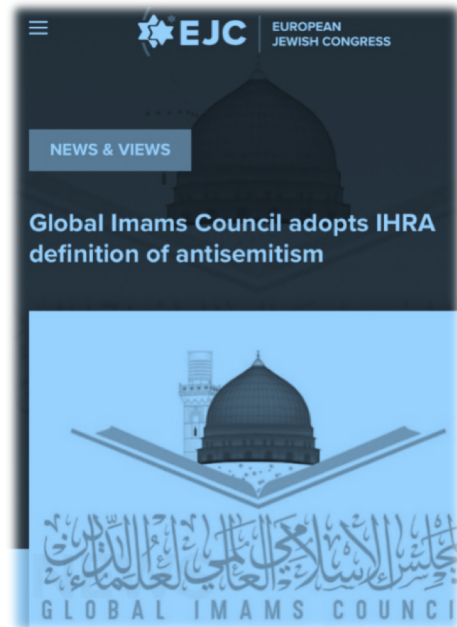 EJC
EUROPEAN
JEWISH CONGRESS
NEWS & VIEWS
Global Imams Council adopts IHRA
definition of antisemitism
GLOBAL IMAMS COUNCI